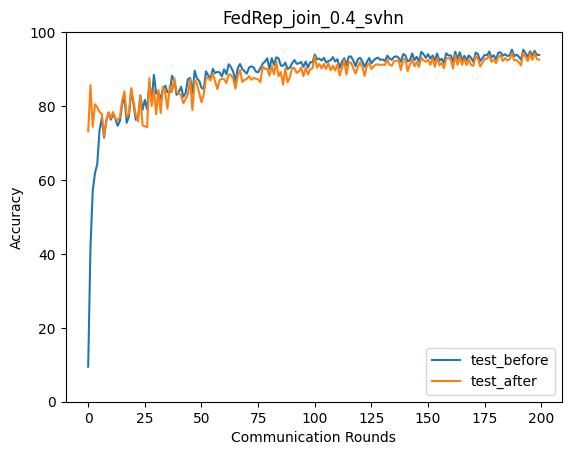 FedRep_join_0.4_svhn
Accuracy
100
80
60
40
20
0
test_before
test_after
0 25 50 75 100 125 150 175 200
Communication Rounds